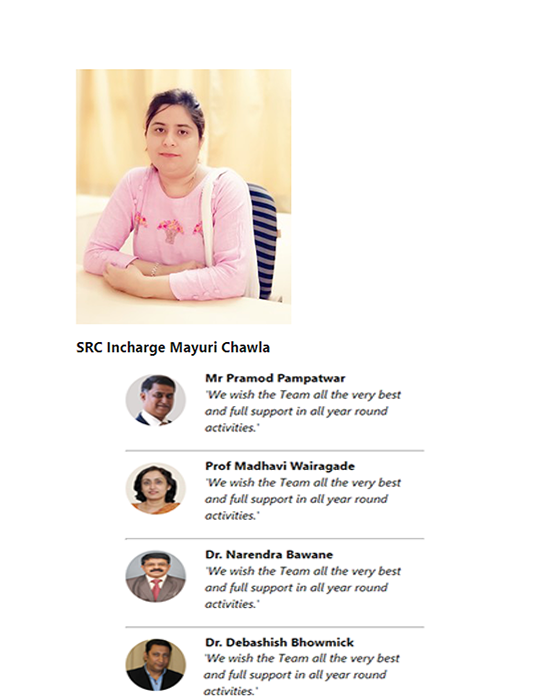 SRC Incharge Mayuri Chawla
Mr Pramod Pampatwar
'We wish the Team all the very best
and full support in all year round
activities.'
Prof Madhavi Wairagade
'We wish the Team all the very best
and full support in all year round
activities.'
Dr. Narendra Bawane
'We wish the Team all the very best
and full support in all year round
activities.'
Dr. Debashish Bhowmick
'We wish the Team all the very best
and full support in all year round
activities.'